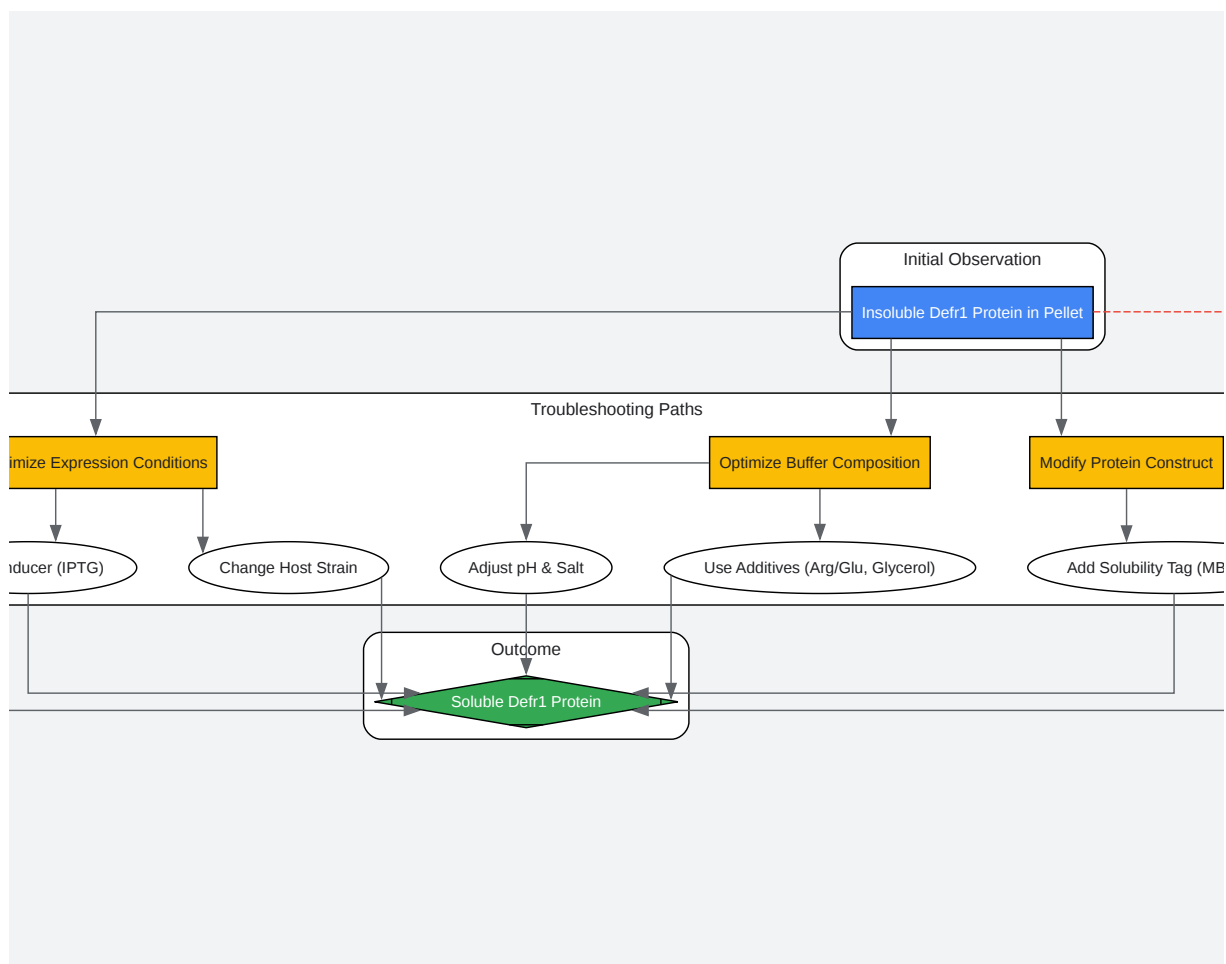 Initial Observation
Insoluble Defr1 Protein in Pellet
Troubleshooting Paths
imize Expression Conditions
Optimize Buffer Composition
Modify Protein Construct
nducer (IPTG)
Change Host Strain
Adjust pH & Salt
Use Additives (Arg/Glu, Glycerol)
Add Solubility Tag (MB
Outcome
Soluble Defr1 Protein